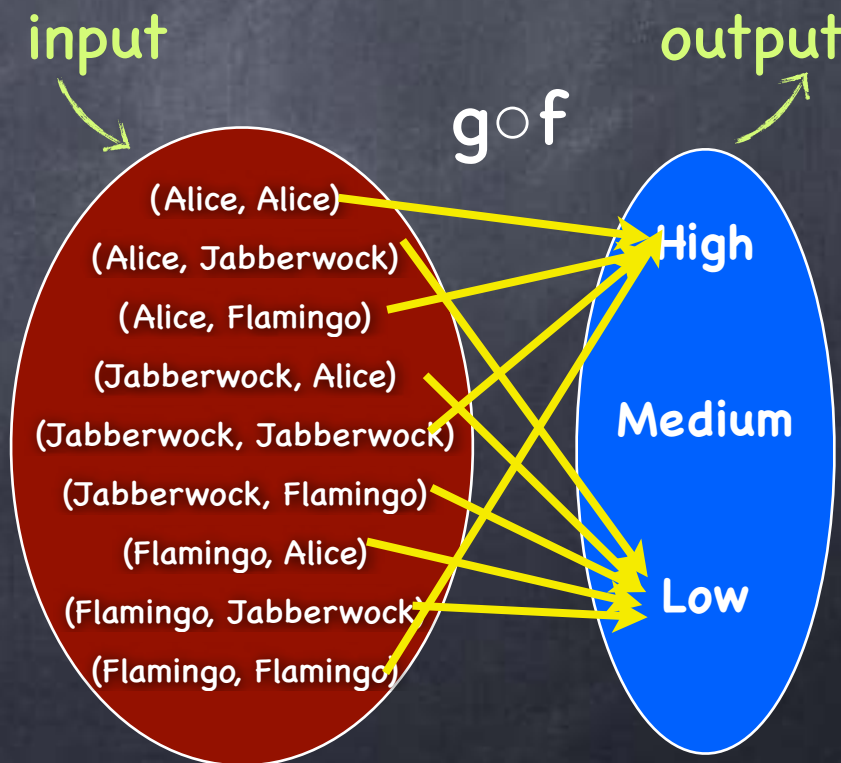 input
output
g○f
(Alice, Alice)
(Alice, Jabberwock)
(Alice, Flamingo)
(Jabberwock, Alice)
(Jabberwock, Jabberwock)
(Jabberwock, Flamingo)
(Flamingo, Alice)
(Flamingo, Jabberwock)
(Flamingo, Flamingo)
High
Medium
Low